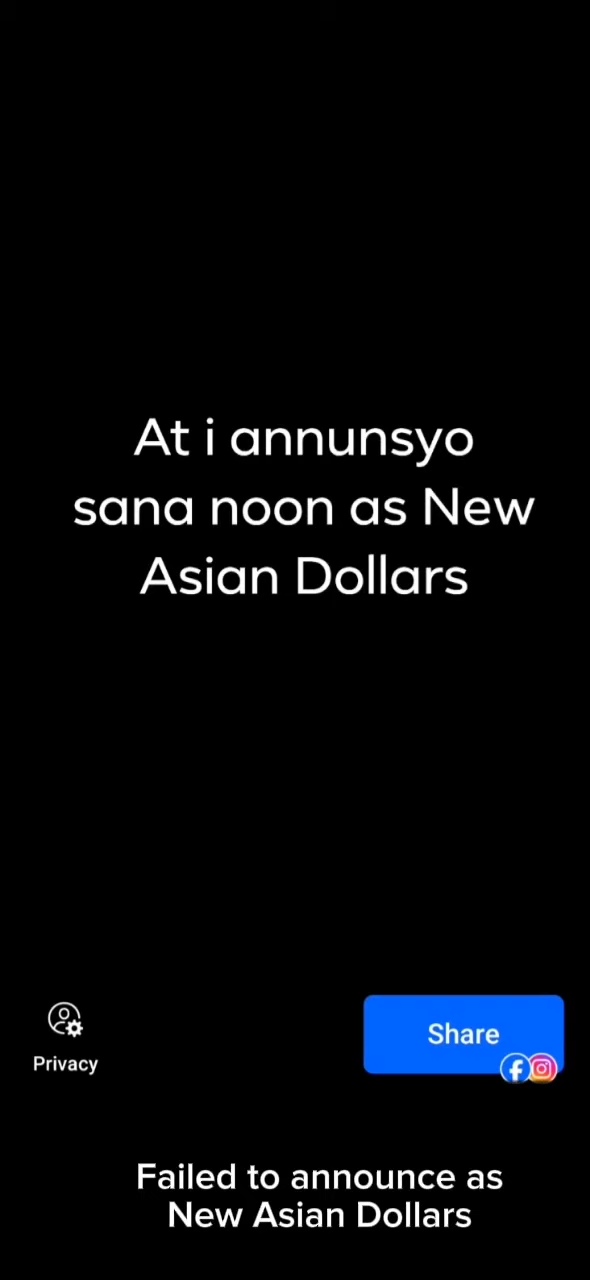 At i annunsyo
sana noon as New
Asian Dollars
Privacy
Share
Failed to announce as
New Asian Dollars